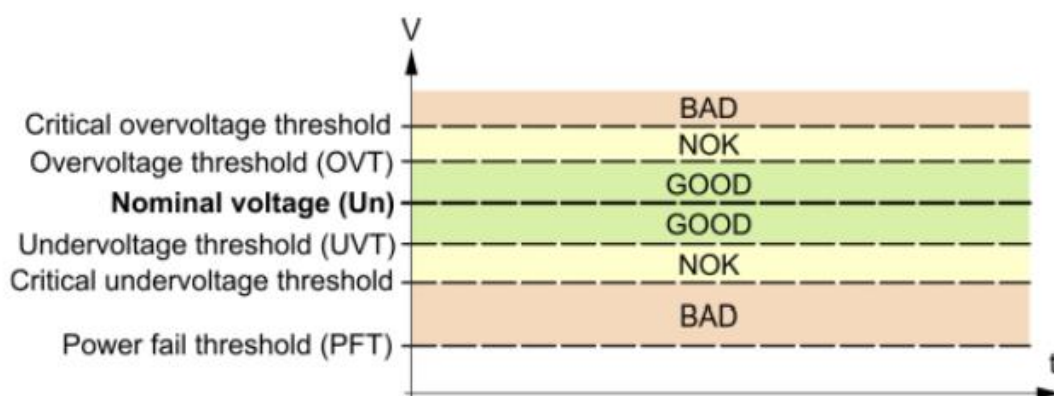 V
BAD
Critical overvoltage threshold
NOK
Overvoltage threshold (OVT)
GOOD
Nominal voltage (Un)
GOOD
Undervoltage threshold (UVT)
NOK
Critical undervoltage threshold
BAD
Power fail threshold (PFT)
t